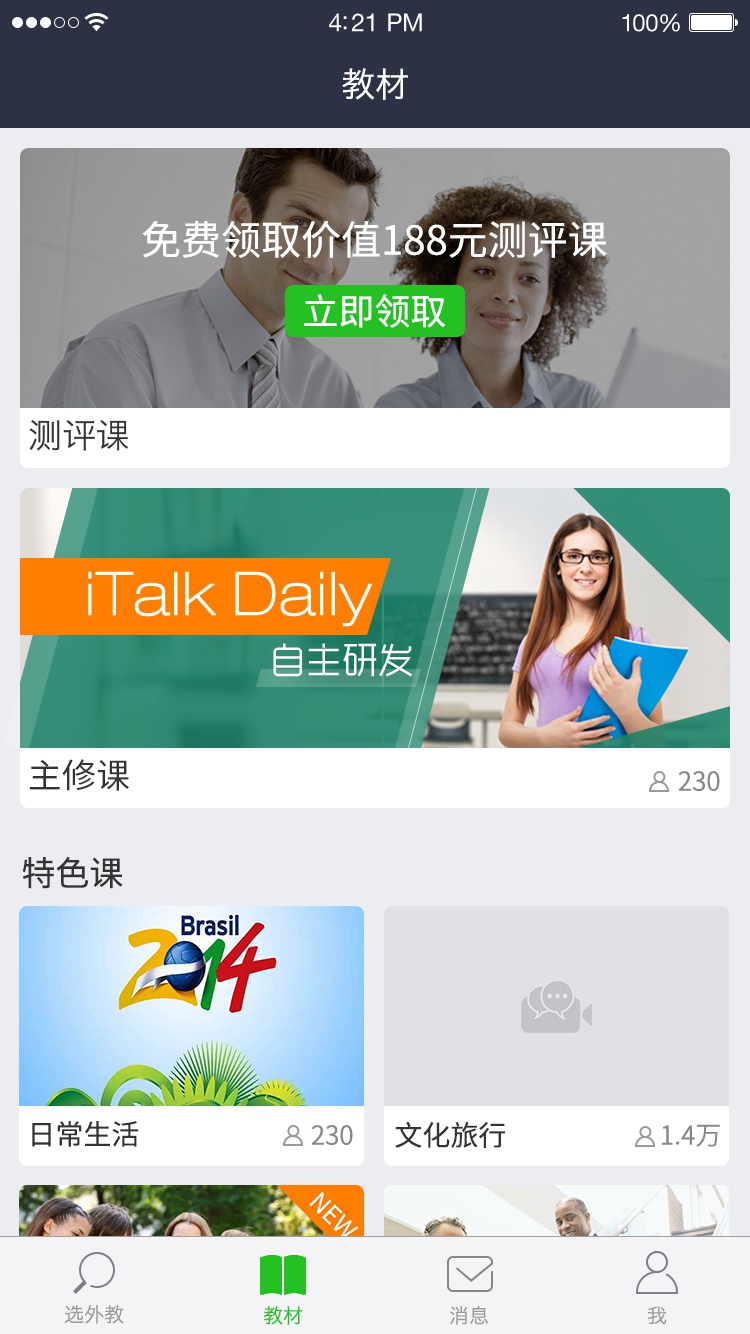 4:21 PM
100%
教材
免费领取价值188元测评课
立即领取
测评课
iTalk Daily
自主研发
主修课
230
特色课
Brasil
2014
日常生活
230
文化旅行
1.4万
NEW
选外教
教材
消息
我